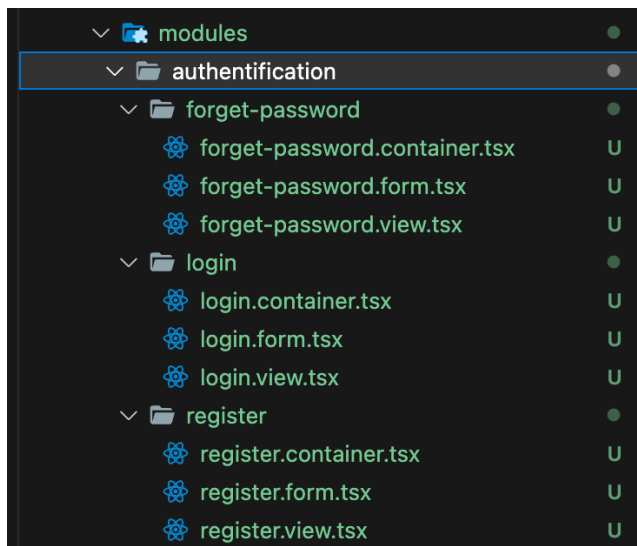 modules
authentification
forget-password
forget-password.container.tsx U
forget-password.form.tsx U
forget-password.view.tsx U
login
login.container.tsx U
login.form.tsx U
login.view.tsx U
register
register.container.tsx U
register.form.tsx U
register.view.tsx U